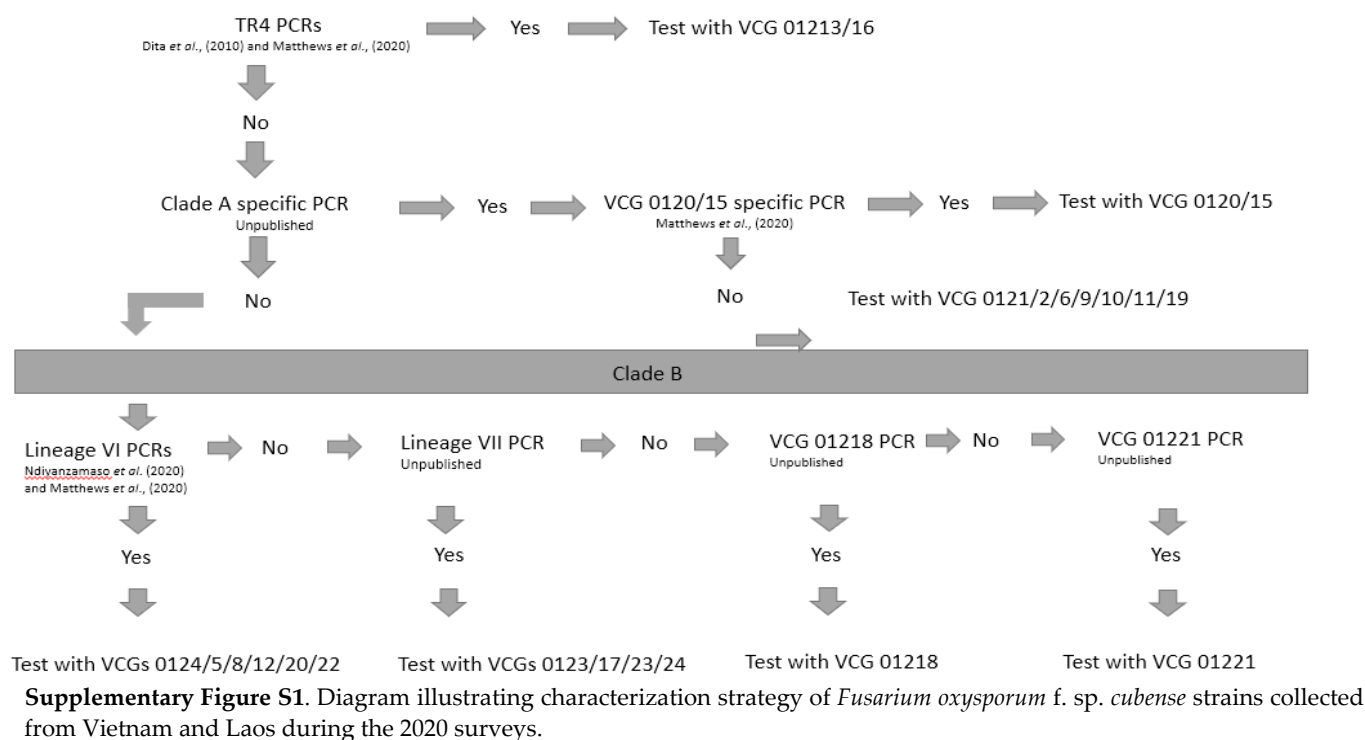 TR4 PCRs
Dita et al., (2010) and Matthews et al., (2020)
Yes
Test with VCG 01213/16
No
Clade A specific PCR
Unpublished
Yes
VCG 0120/15 specific PCR
Matthews et al., (2020)
Yes
Test with VCG 0120/15
No
No
Test with VCG 0121/2/6/9/10/11/19
Clade B
Lineage VI PCRs
Ndiyanzamaso et al. (2020)
and Matthews et al., (2020)
No
Lineage VII PCR
Unpublished
No
VCG 01218 PCR
Unpublished
No
VCG 01221 PCR
Unpublished
Yes
Yes
Yes
Yes
Test with VCGs 0124/5/8/12/20/22
Test with VCGs 0123/17/23/24
Test with VCG 01218
Test with VCG 01221
Supplementary Figure S1. Diagram illustrating characterization strategy of Fusarium oxysporum f. sp. cubense strains collected
from Vietnam and Laos during the 2020 surveys.